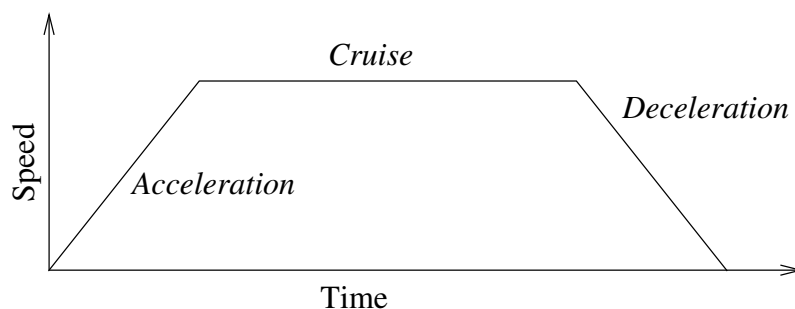 Cruise
Deceleration
Acceleration
Speed
Time